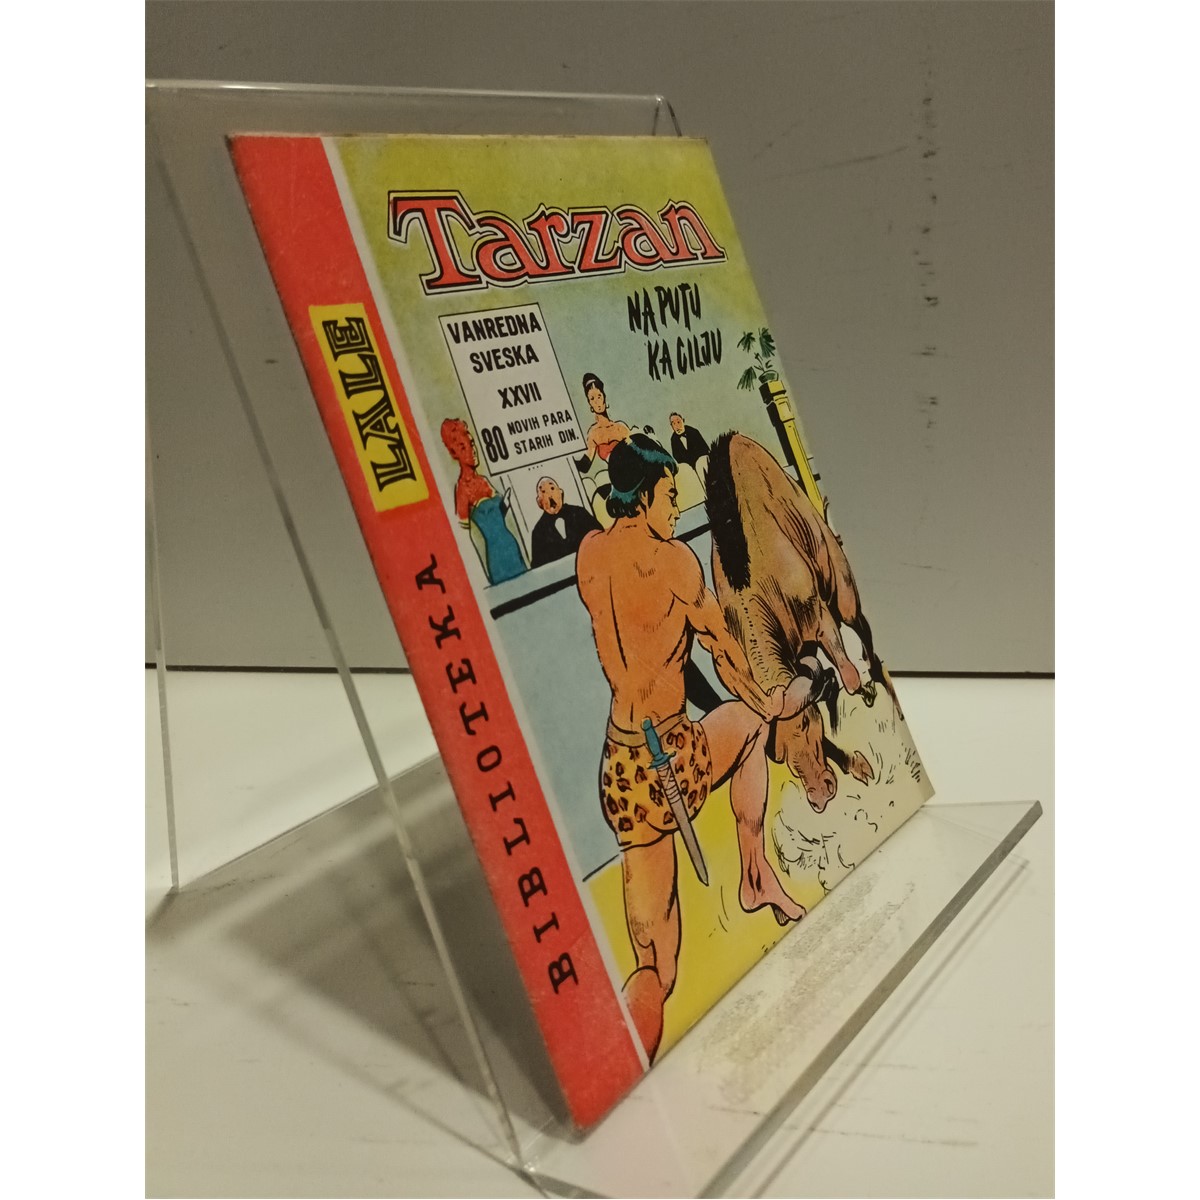 Tarzan
NA PUTU
KA CILJU
VANREDNA
SVESKA
XXVII
80 NOVIH PARA
STARIH DIN.
BIBLIOTEKA LALE